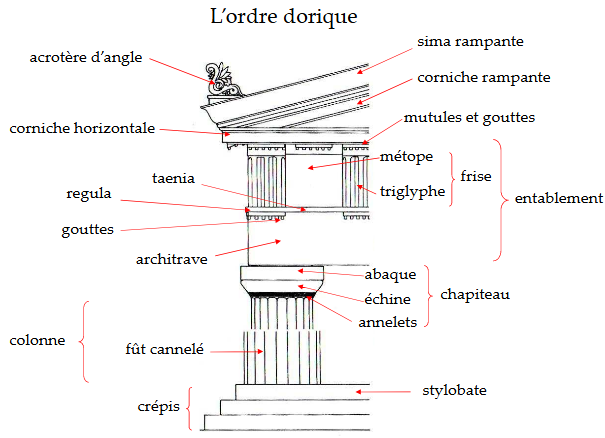 L'ordre dorique
sima rampante
acrotère d'angle
corniche rampante
mutules et gouttes
corniche horizontale
métope
frise
taenia
triglyphe
regula
entablement
gouttes
architrave
abaque
échine
chapiteau
annelets
colonne
fût cannelé
stylobate
crépis